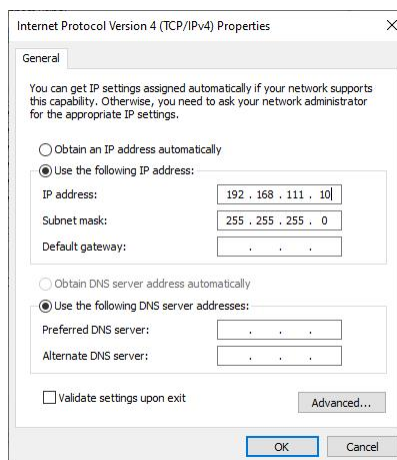 Internet Protocol Version 4 (TCP/IPv4) Properties
General
You can get IP settings assigned automatically if your network supports
this capability. Otherwise, you need to ask your network administrator
for the appropriate IP settings.
Obtain an IP address automatically
Use the following IP address:
IP address: 192 . 168 . 111 . 10
Subnet mask: 255 . 255 . 255 . 0
Default gateway: . . .
Obtain DNS server address automatically
Use the following DNS server addresses:
Preferred DNS server: . . .
Alternate DNS server: . . .
Validate settings upon exit
Advanced...
OK Cancel